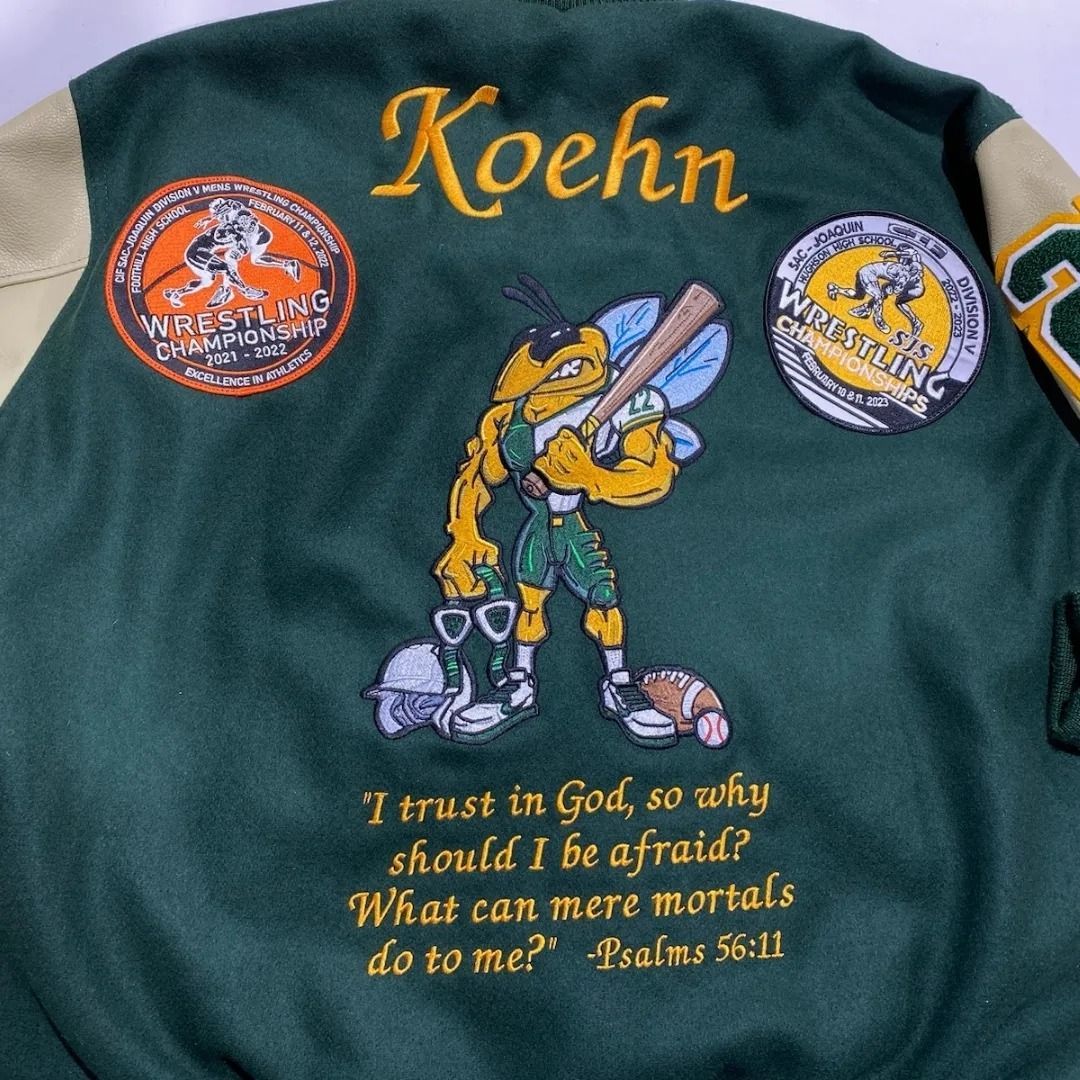 Koehn
CIF SAC-JOAQUIN DIVISION V MENS WRESTLING CHAMPIONSHIP
FOOTHILL HIGH SCHOOL
FEBRUARY 11 & 12, 2022
WRESTLING
CHAMPIONSHIP
2021 - 2022
EXCELLENCE IN ATHLETICS
SAC-JOAQUIN CIF DIVISION V
HIGH SCHOOL
2022 - 2023
SJS
WRESTLING
CHAMPIONSHIPS
FEBRUARY 10 & 11, 2023
22
2
"I trust in God, so why
should I be afraid?
What can mere mortals
do to me?" -Psalms 56:11